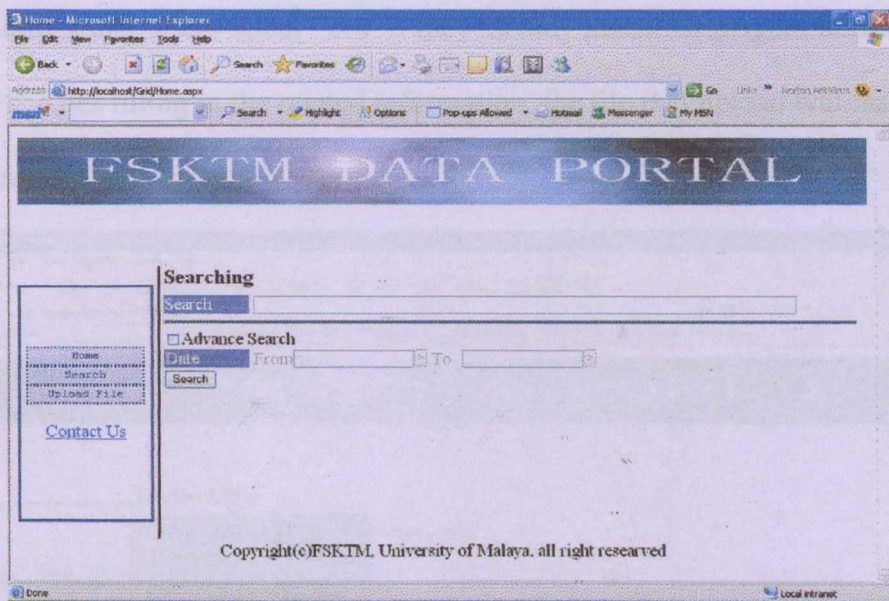 Home - Microsoft Internet Explorer
File Edit View Favorites Tools Help
Back Search Favorites
Address http://localhost/Grid/Home.aspx Go Links Norton AntiVirus
msn Search Highlight Options Pop-ups Allowed Hotmail Messenger My MSN
FSKTM DATA PORTAL
Searching
Search
Advance Search
Date From To
Search
Home
Search
Upload File
Contact Us
Copyright(c)FSKTM, University of Malaya, all right researved
Done Local intranet